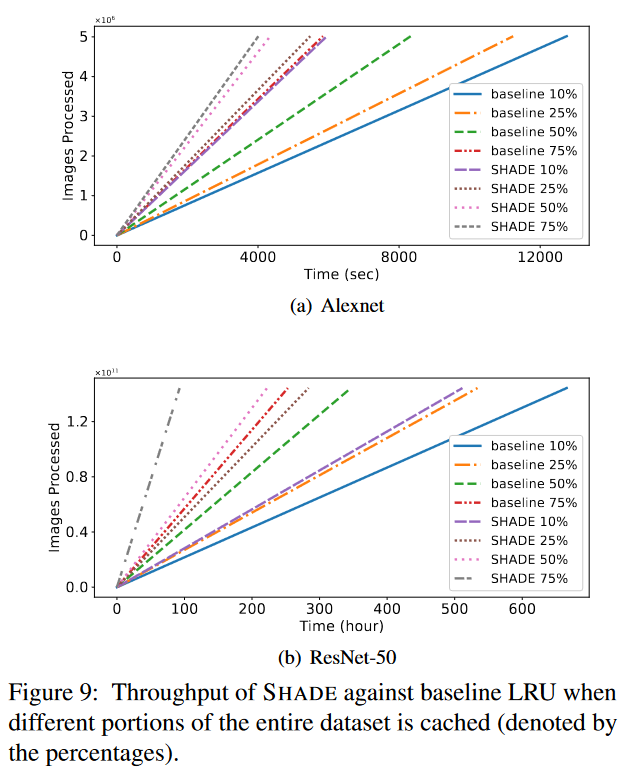 ×10⁶
5
4
3
2
1
0
Images Processed
baseline 10%
baseline 25%
baseline 50%
baseline 75%
SHADE 10%
SHADE 25%
SHADE 50%
SHADE 75%
0 4000 8000 12000
Time (sec)
(a) Alexnet
×10¹¹
1.2
0.8
0.4
0.0
Images Processed
baseline 10%
baseline 25%
baseline 50%
baseline 75%
SHADE 10%
SHADE 25%
SHADE 50%
SHADE 75%
0 100 200 300 400 500 600
Time (hour)
(b) ResNet-50
Figure 9: Throughput of SHADE against baseline LRU when
different portions of the entire dataset is cached (denoted by
the percentages).